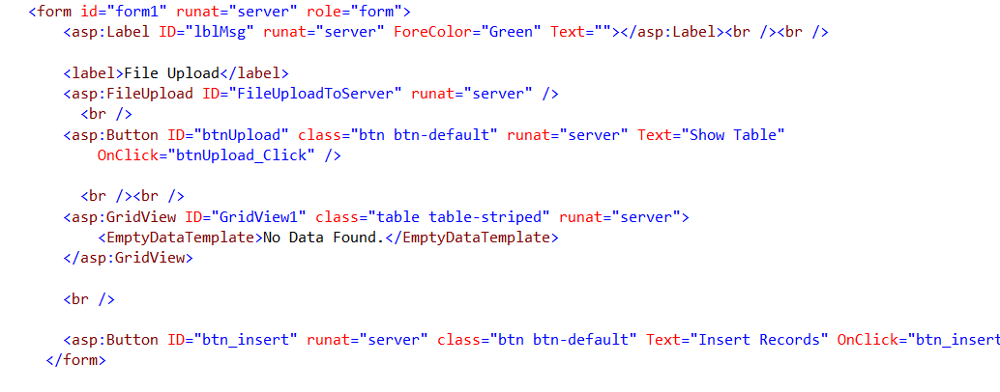 <form id="form1" runat="server" role="form">
<asp:Label ID="lblMsg" runat="server" ForeColor="Green" Text=""></asp:Label><br /><br />
<label>File Upload</label>
<asp:FileUpload ID="FileUploadToServer" runat="server" />
<br />
<asp:Button ID="btnUpload" class="btn btn-default" runat="server" Text="Show Table"
OnClick="btnUpload_Click" />
<br /><br />
<asp:GridView ID="GridView1" class="table table-striped" runat="server">
<EmptyDataTemplate>No Data Found.</EmptyDataTemplate>
</asp:GridView>
<br />
<asp:Button ID="btn_insert" runat="server" class="btn btn-default" Text="Insert Records" OnClick="btn_insert
</form>